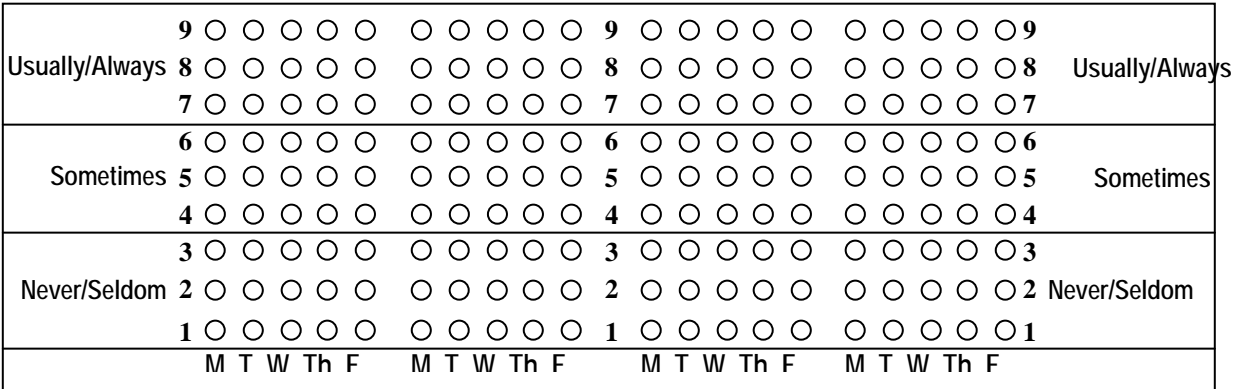 9 9 9
Usually/Always 8 8 8 Usually/Always
7 7 7
6 6 6
Sometimes 5 5 5 Sometimes
4 4 4
3 3 3
Never/Seldom 2 2 2 Never/Seldom
1 1 1
M T W Th F M T W Th F M T W Th F M T W Th F